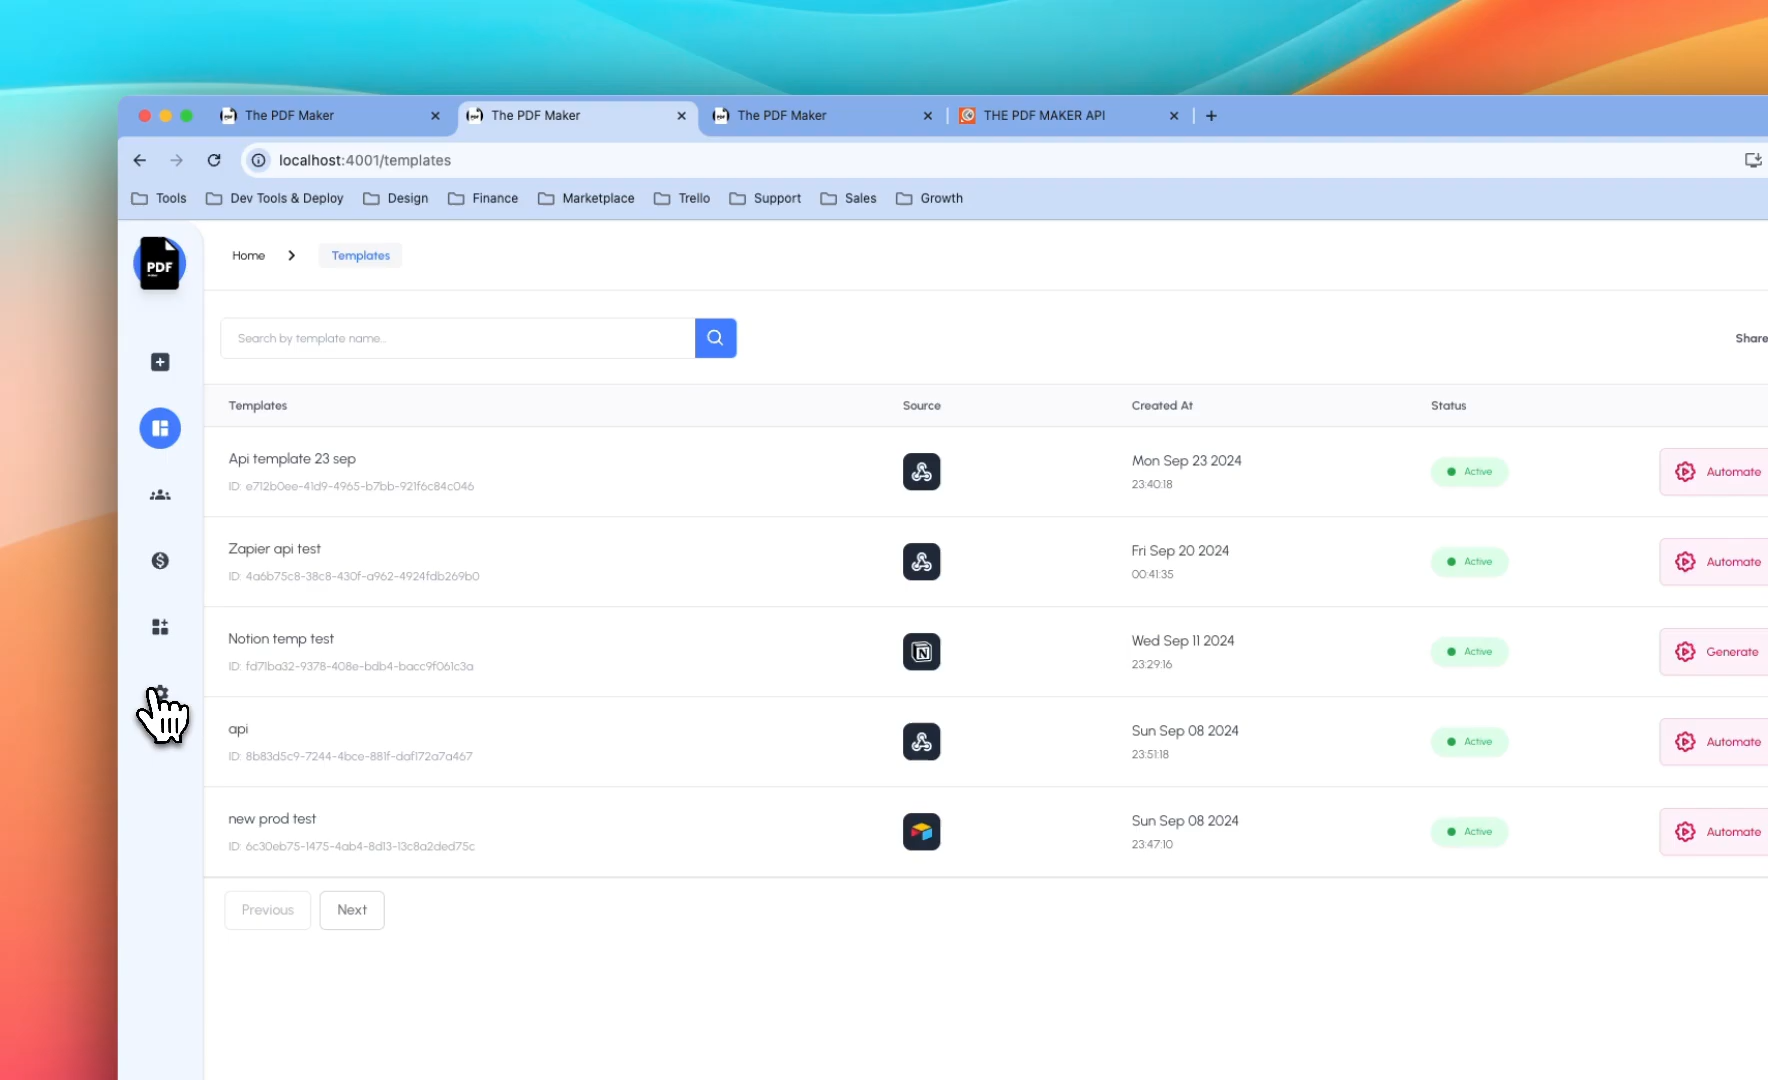 The PDF Maker
The PDF Maker
The PDF Maker
THE PDF MAKER API
localhost:4001/templates
Tools
Dev Tools & Deploy
Design
Finance
Marketplace
Trello
Support
Sales
Growth
PDF
Home
Templates
Search by template name...
Share
Templates
Source
Created At
Status
Api template 23 sep
ID: e712b0ee-41d9-4965-b7bb-921f6c84c046
Mon Sep 23 2024
23:40:18
Active
Automate
Zapier api test
ID: 4a6b75c8-38c8-430f-a962-4924fdb269b0
Fri Sep 20 2024
00:41:35
Active
Automate
Notion temp test
ID: fd71ba32-9378-408e-bdb4-bacc9f061c3a
Wed Sep 11 2024
23:29:16
Active
Generate
api
ID: 8b83d5c9-7244-4bce-881f-daf172a7a467
Sun Sep 08 2024
23:51:18
Active
Automate
new prod test
ID: 6c30eb75-1475-4ab4-8d13-13c8a2ded75c
Sun Sep 08 2024
23:47:10
Active
Automate
Previous
Next